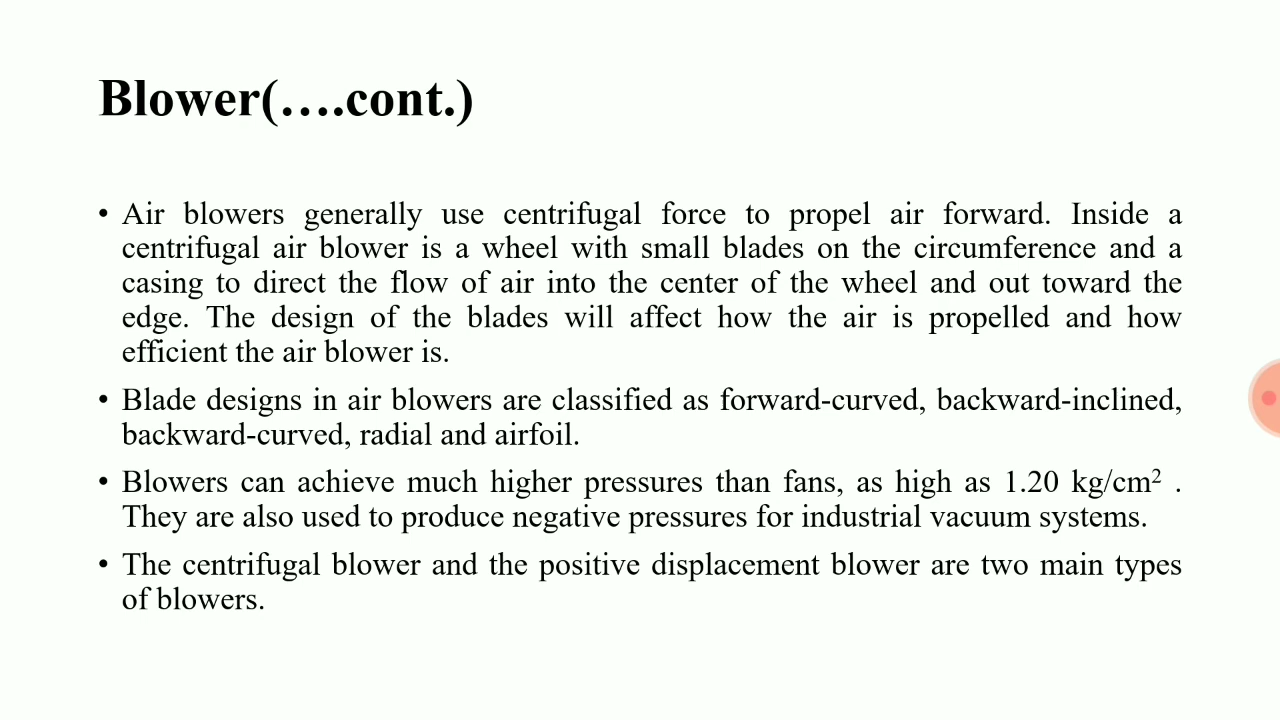 Blower(….cont.)
• Air blowers generally use centrifugal force to propel air forward. Inside a
centrifugal air blower is a wheel with small blades on the circumference and a
casing to direct the flow of air into the center of the wheel and out toward the
edge. The design of the blades will affect how the air is propelled and how
efficient the air blower is.
• Blade designs in air blowers are classified as forward-curved, backward-inclined,
backward-curved, radial and airfoil.
• Blowers can achieve much higher pressures than fans, as high as 1.20 kg/cm² .
They are also used to produce negative pressures for industrial vacuum systems.
• The centrifugal blower and the positive displacement blower are two main types
of blowers.